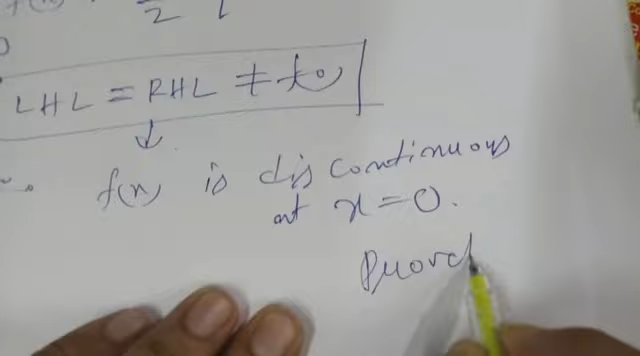 LHL = RHL ≠ f(0)
f(x) is discontinuous
at x = 0.
Proved